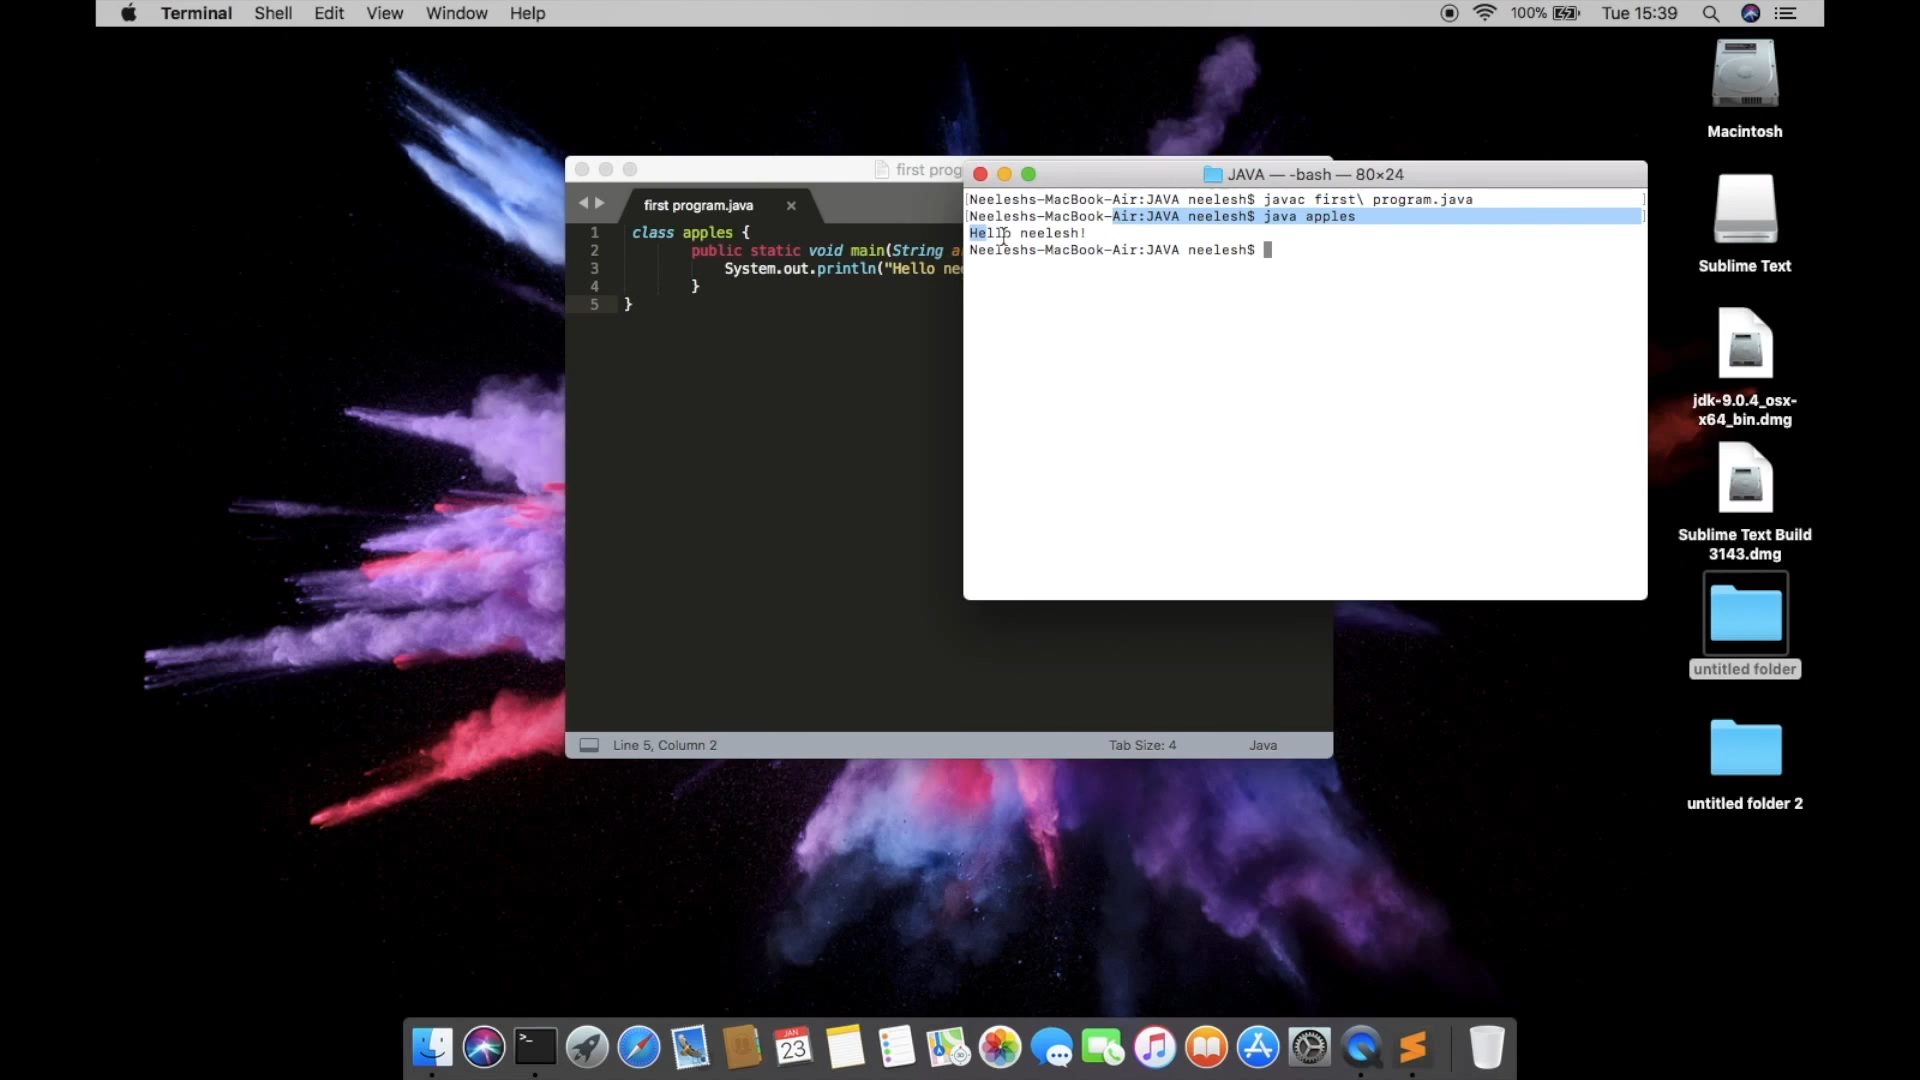 Terminal Shell Edit View Window Help
100% Tue 15:39
Macintosh
Sublime Text
jdk-9.0.4_osx-
x64_bin.dmg
Sublime Text Build
3143.dmg
untitled folder
untitled folder 2
first prog
first program.java
1 class apples {
2 public static void main(String a
3 System.out.println("Hello nee
4 }
5 }
Line 5, Column 2 Tab Size: 4 Java
JAVA — -bash — 80×24
[Neeleshs-MacBook-Air:JAVA neelesh$ javac first\ program.java ]
[Neeleshs-MacBook-Air:JAVA neelesh$ java apples ]
Hello neelesh!
Neeleshs-MacBook-Air:JAVA neelesh$
JAN
23